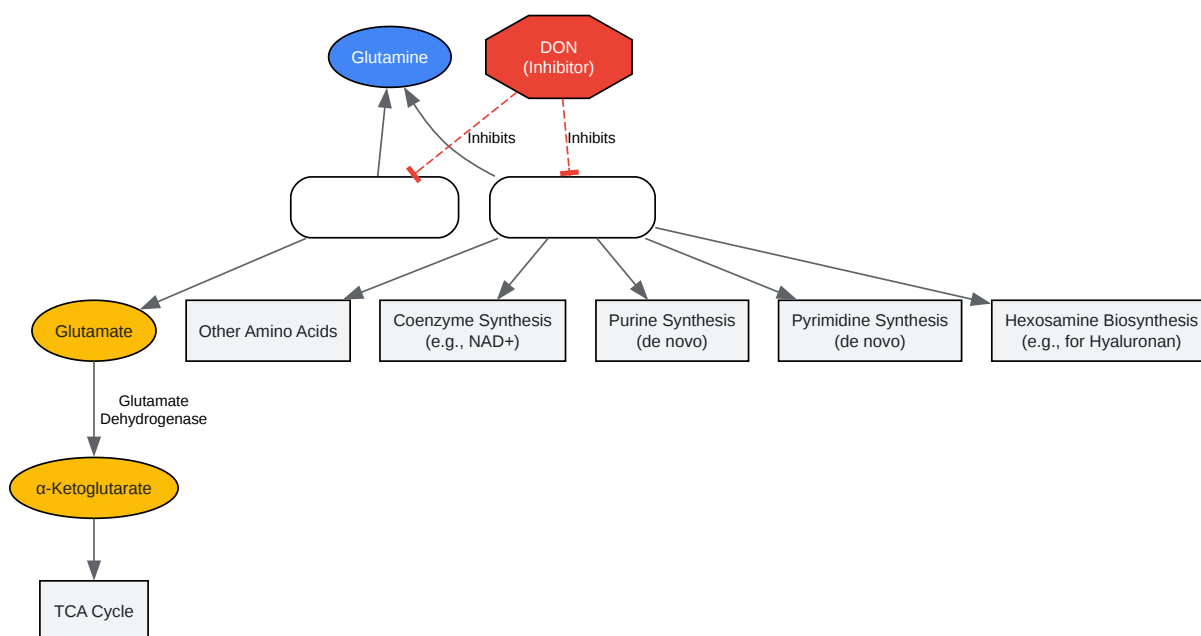 Glutamine
DON
(Inhibitor)
Inhibits
Inhibits
Glutamate
Other Amino Acids
Coenzyme Synthesis
(e.g., NAD+)
Purine Synthesis
(de novo)
Pyrimidine Synthesis
(de novo)
Hexosamine Biosynthesis
(e.g., for Hyaluronan)
Glutamate
Dehydrogenase
α-Ketoglutarate
TCA Cycle